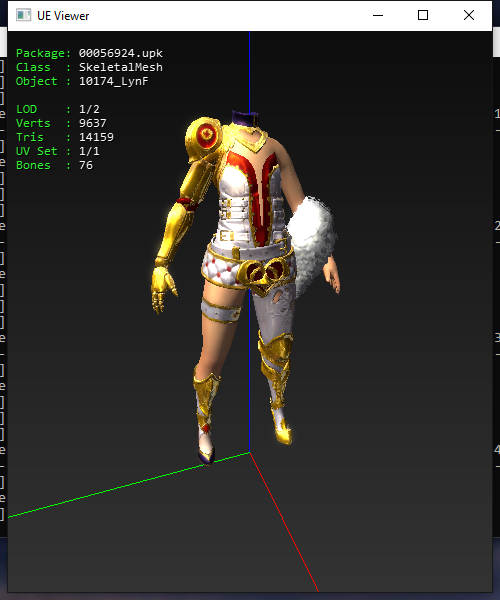 UE Viewer
Package: 00056924.upk
Class  : SkeletalMesh
Object : 10174_LynF
LOD    : 1/2
Verts  : 9637
Tris   : 14159
UV Set : 1/1
Bones  : 76